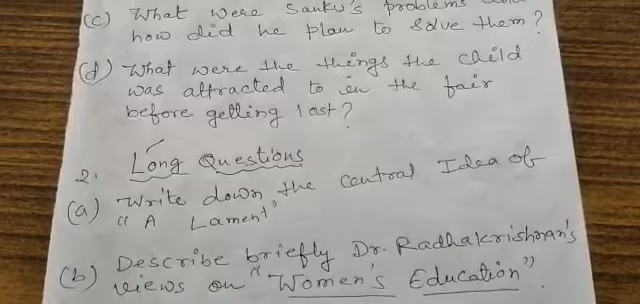 (c) What were Sanku's problems and
how did he plan to solve them?
(d) What were the things the child
was attracted to in the fair
before getting lost?
2. Long Questions
(a) Write down the central Idea of
"A Lament"
(b) Describe briefly Dr. Radhakrishnan's
views on "Women's Education".